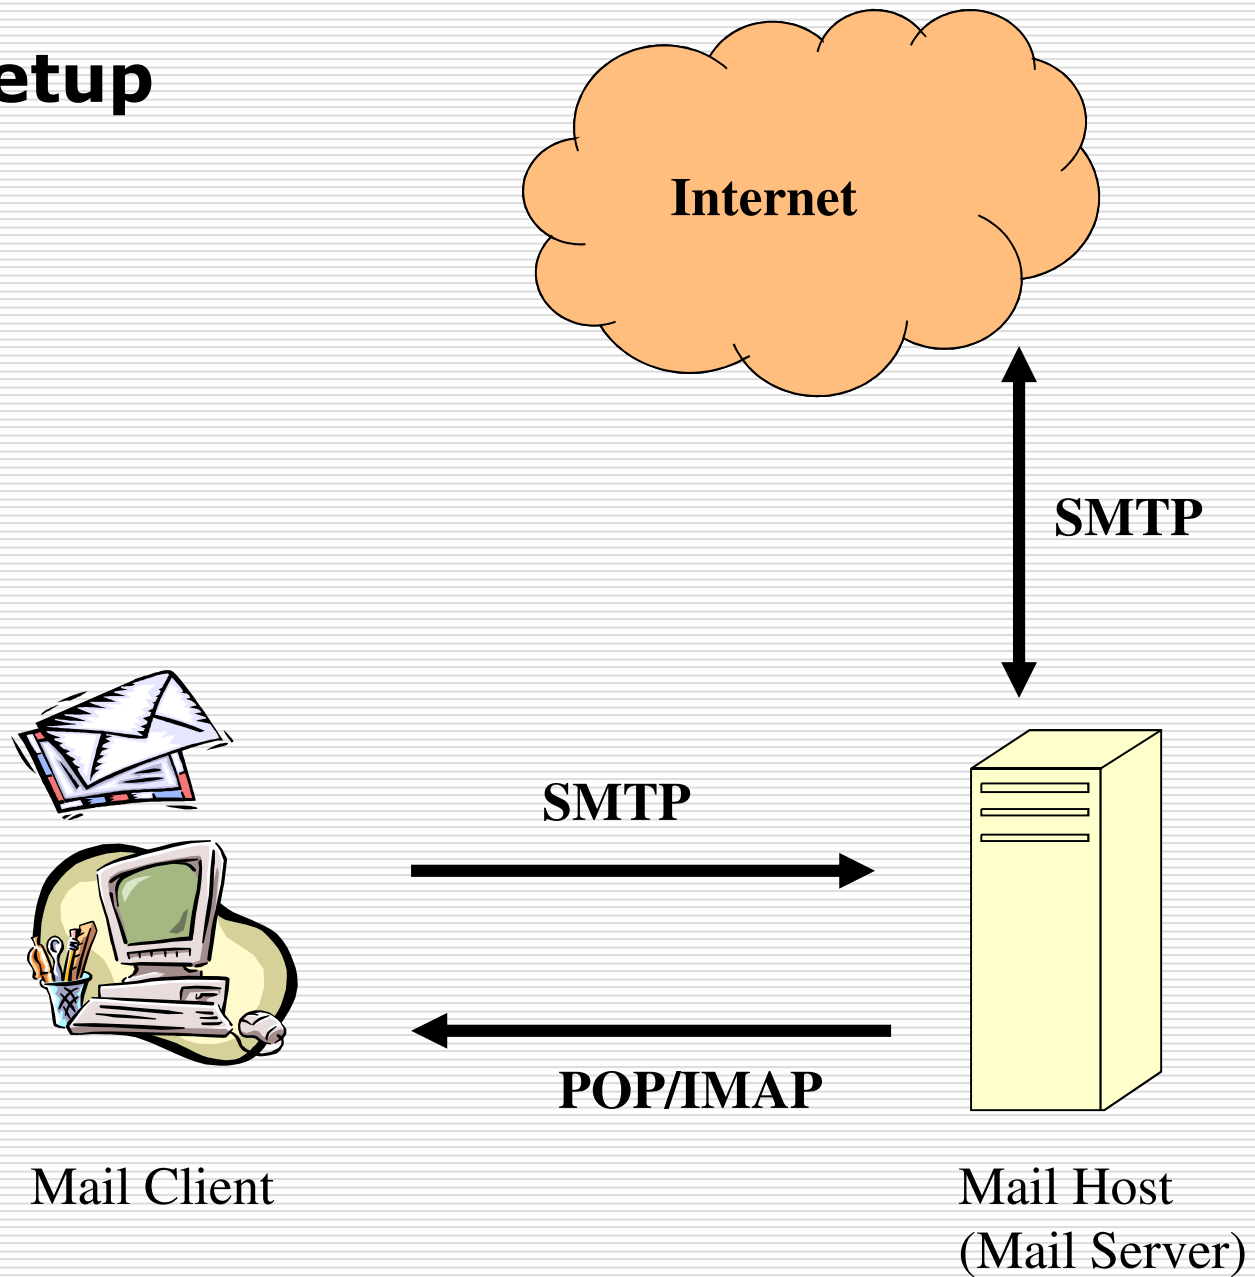 etup
Internet
SMTP
SMTP
POP/IMAP
Mail Client
Mail Host
(Mail Server)